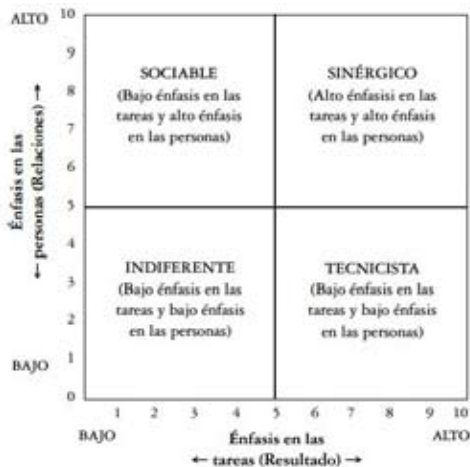 ALTO
10
9
8
7
6
5
4
3
2
1
0
BAJO
Énfasis en las
← personas (Relaciones) →
SOCIABLE
(Bajo énfasis en las
tareas y alto énfasis
en las personas)
SINÉRGICO
(Alto énfasisi en las
tareas y alto énfasis
en las personas)
INDIFERENTE
(Bajo énfasis en las
tareas y bajo énfasis
en las personas)
TECNICISTA
(Bajo énfasis en las
tareas y bajo énfasis
en las personas)
1 2 3 4 5 6 7 8 9 10
BAJO
ALTO
Énfasis en las
← tareas (Resultado) →